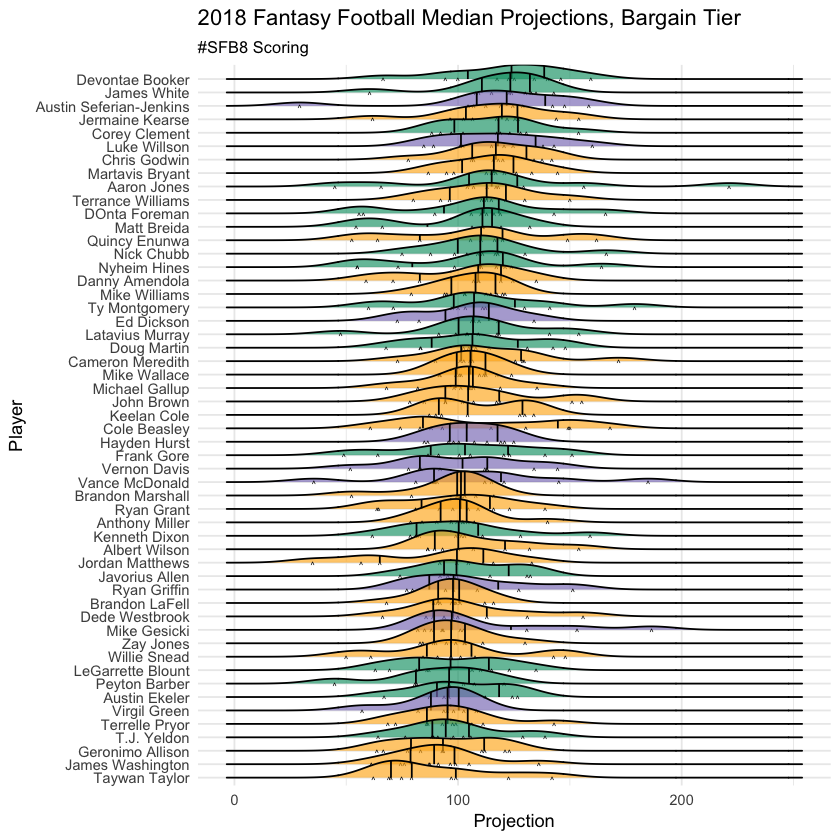 2018 Fantasy Football Median Projections, Bargain Tier
#SFB8 Scoring
Player
Devontae Booker
James White
Austin Seferian-Jenkins
Jermaine Kearse
Corey Clement
Luke Willson
Chris Godwin
Martavis Bryant
Aaron Jones
Terrance Williams
DOnta Foreman
Matt Breida
Quincy Enunwa
Nick Chubb
Nyheim Hines
Danny Amendola
Mike Williams
Ty Montgomery
Ed Dickson
Latavius Murray
Doug Martin
Cameron Meredith
Mike Wallace
Michael Gallup
John Brown
Keelan Cole
Cole Beasley
Hayden Hurst
Frank Gore
Vernon Davis
Vance McDonald
Brandon Marshall
Ryan Grant
Anthony Miller
Kenneth Dixon
Albert Wilson
Jordan Matthews
Javorius Allen
Ryan Griffin
Brandon LaFell
Dede Westbrook
Mike Gesicki
Zay Jones
Willie Snead
LeGarrette Blount
Peyton Barber
Austin Ekeler
Virgil Green
Terrelle Pryor
T.J. Yeldon
Geronimo Allison
James Washington
Taywan Taylor
0 100 200
Projection